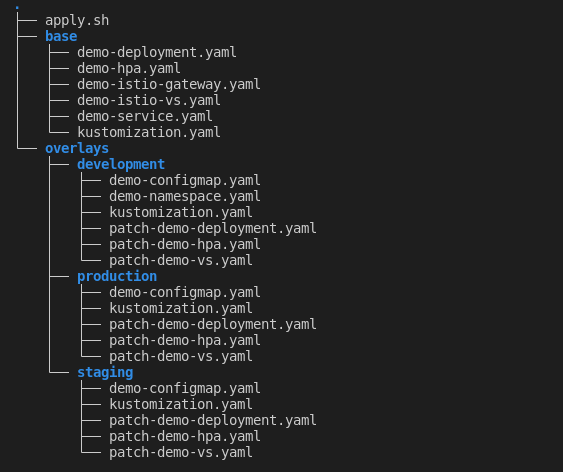 .
├── apply.sh
├── base
│   ├── demo-deployment.yaml
│   ├── demo-hpa.yaml
│   ├── demo-istio-gateway.yaml
│   ├── demo-istio-vs.yaml
│   ├── demo-service.yaml
│   └── kustomization.yaml
└── overlays
    ├── development
    │   ├── demo-configmap.yaml
    │   ├── demo-namespace.yaml
    │   ├── kustomization.yaml
    │   ├── patch-demo-deployment.yaml
    │   ├── patch-demo-hpa.yaml
    │   └── patch-demo-vs.yaml
    ├── production
    │   ├── demo-configmap.yaml
    │   ├── kustomization.yaml
    │   ├── patch-demo-deployment.yaml
    │   ├── patch-demo-hpa.yaml
    │   └── patch-demo-vs.yaml
    └── staging
        ├── demo-configmap.yaml
        ├── kustomization.yaml
        ├── patch-demo-deployment.yaml
        ├── patch-demo-hpa.yaml
        └── patch-demo-vs.yaml